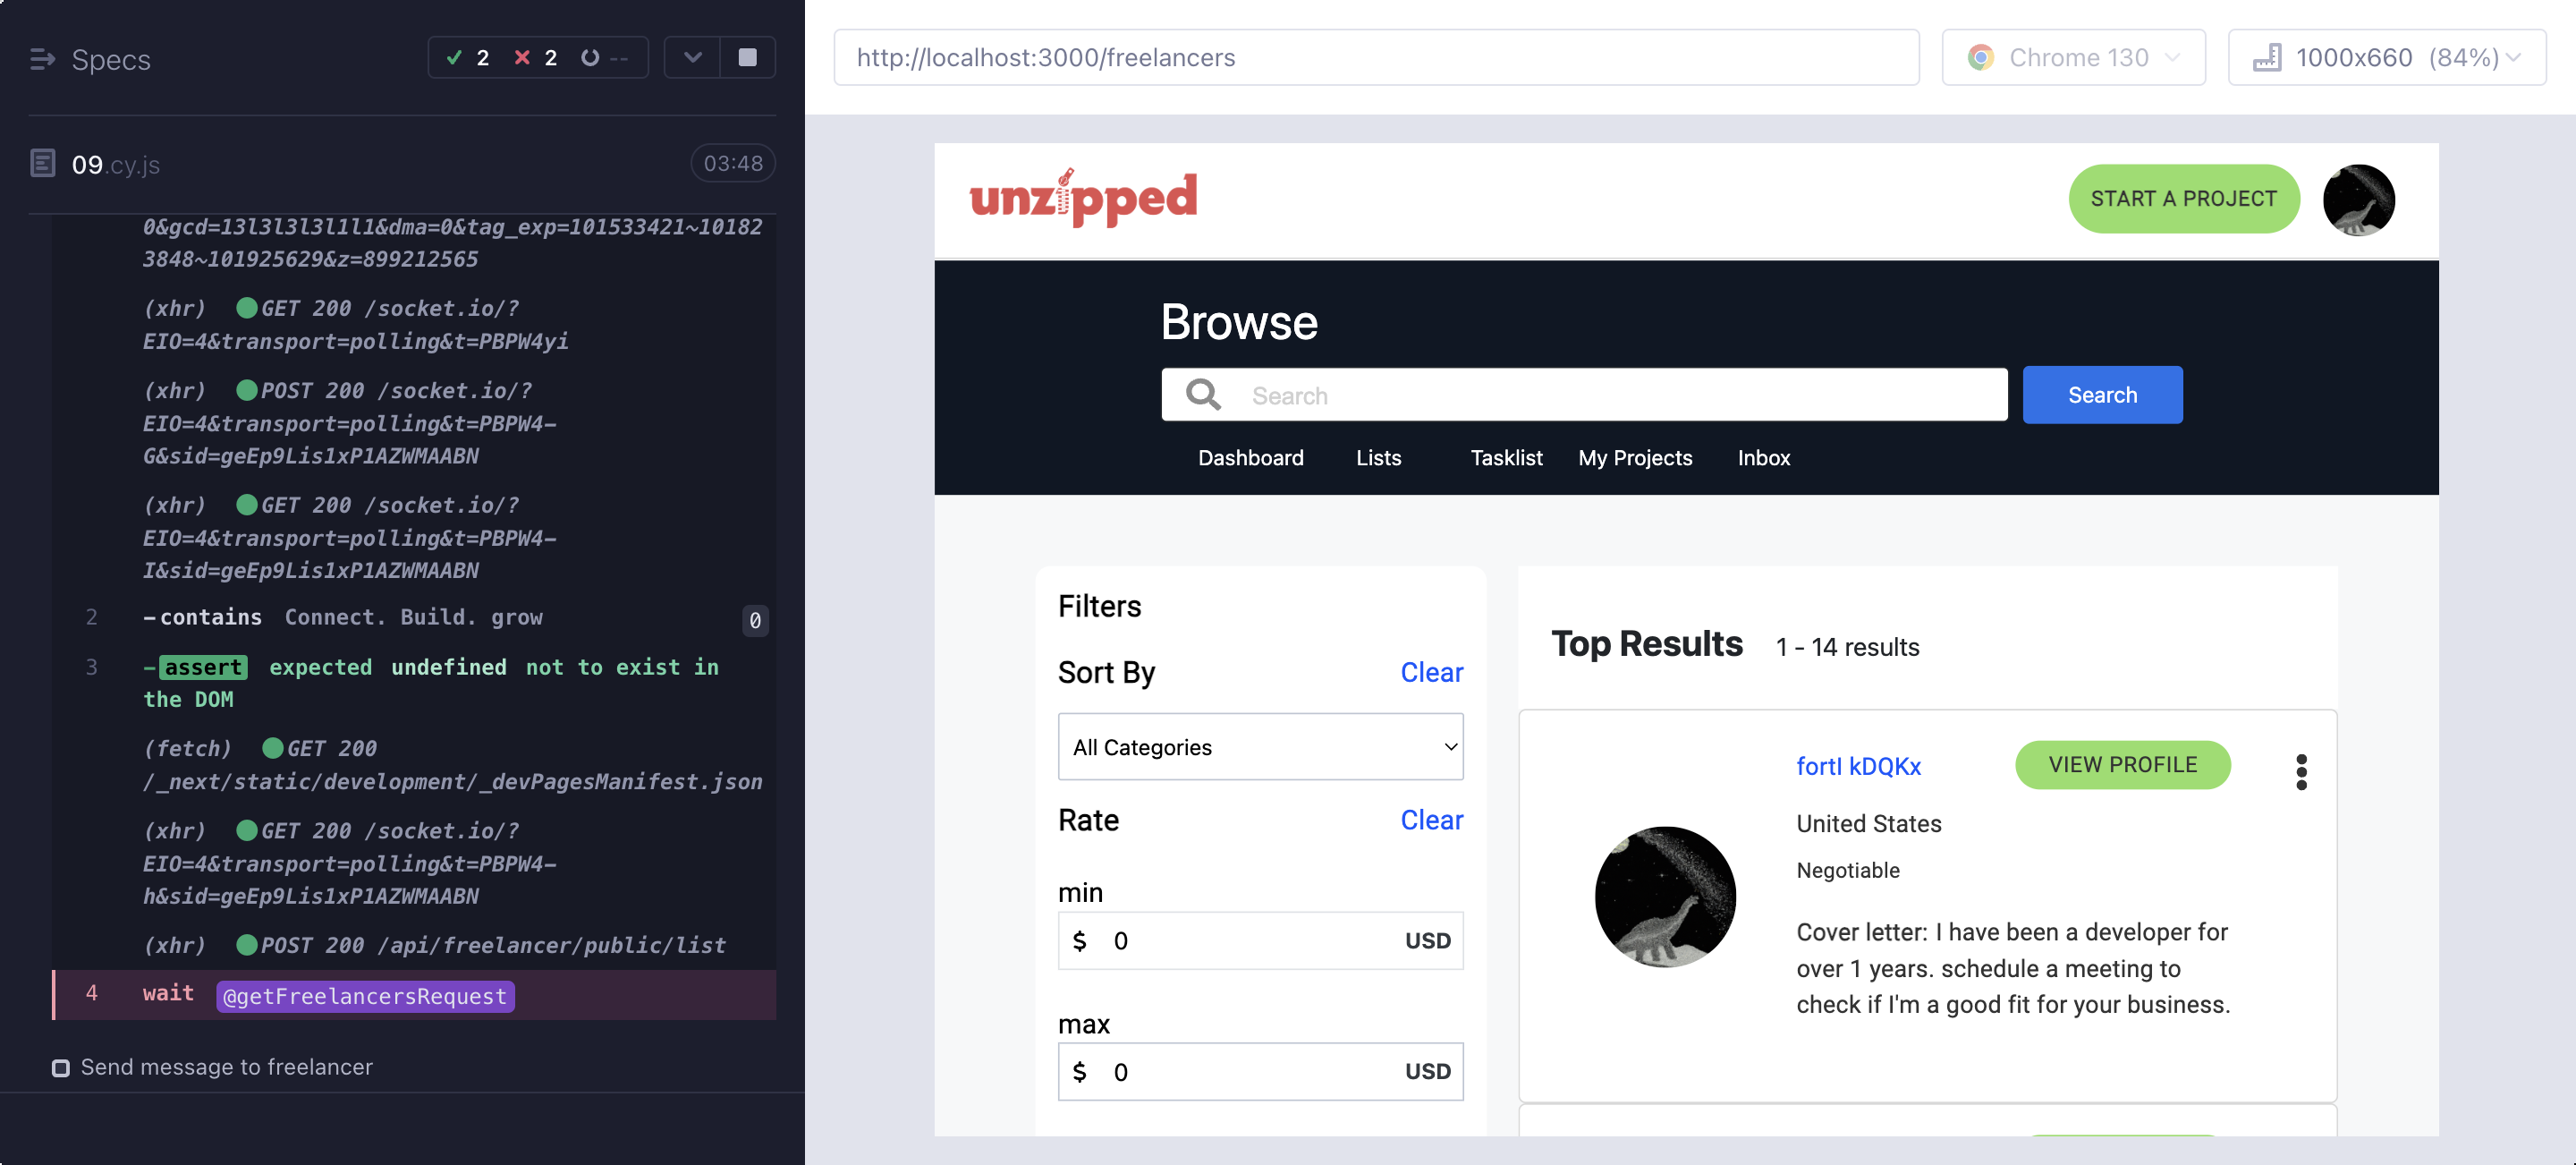 Specs
2
2
--
09.cy.js
03:48
0&gcd=13l3l3l3l1l1&dma=0&tag_exp=101533421~10182
3848~101925629&z=899212565
(xhr) GET 200 /socket.io/?
EIO=4&transport=polling&t=PBPW4yi
(xhr) POST 200 /socket.io/?
EIO=4&transport=polling&t=PBPW4-
G&sid=geEp9Lis1xP1AZWMAABN
(xhr) GET 200 /socket.io/?
EIO=4&transport=polling&t=PBPW4-
I&sid=geEp9Lis1xP1AZWMAABN
2 -contains Connect. Build. grow 0
3 -assert expected undefined not to exist in
the DOM
(fetch) GET 200
/_next/static/development/_devPagesManifest.json
(xhr) GET 200 /socket.io/?
EIO=4&transport=polling&t=PBPW4-
h&sid=geEp9Lis1xP1AZWMAABN
(xhr) POST 200 /api/freelancer/public/list
4 wait @getFreelancersRequest
Send message to freelancer
http://localhost:3000/freelancers
Chrome 130
1000x660 (84%)
unzipped
START A PROJECT
Browse
Search
Search
Dashboard
Lists
Tasklist
My Projects
Inbox
Filters
Sort By
Clear
All Categories
Rate
Clear
min
$ 0 USD
max
$ 0 USD
Top Results 1 - 14 results
fortI kDQKx
VIEW PROFILE
United States
Negotiable
Cover letter: I have been a developer for
over 1 years. schedule a meeting to
check if I'm a good fit for your business.